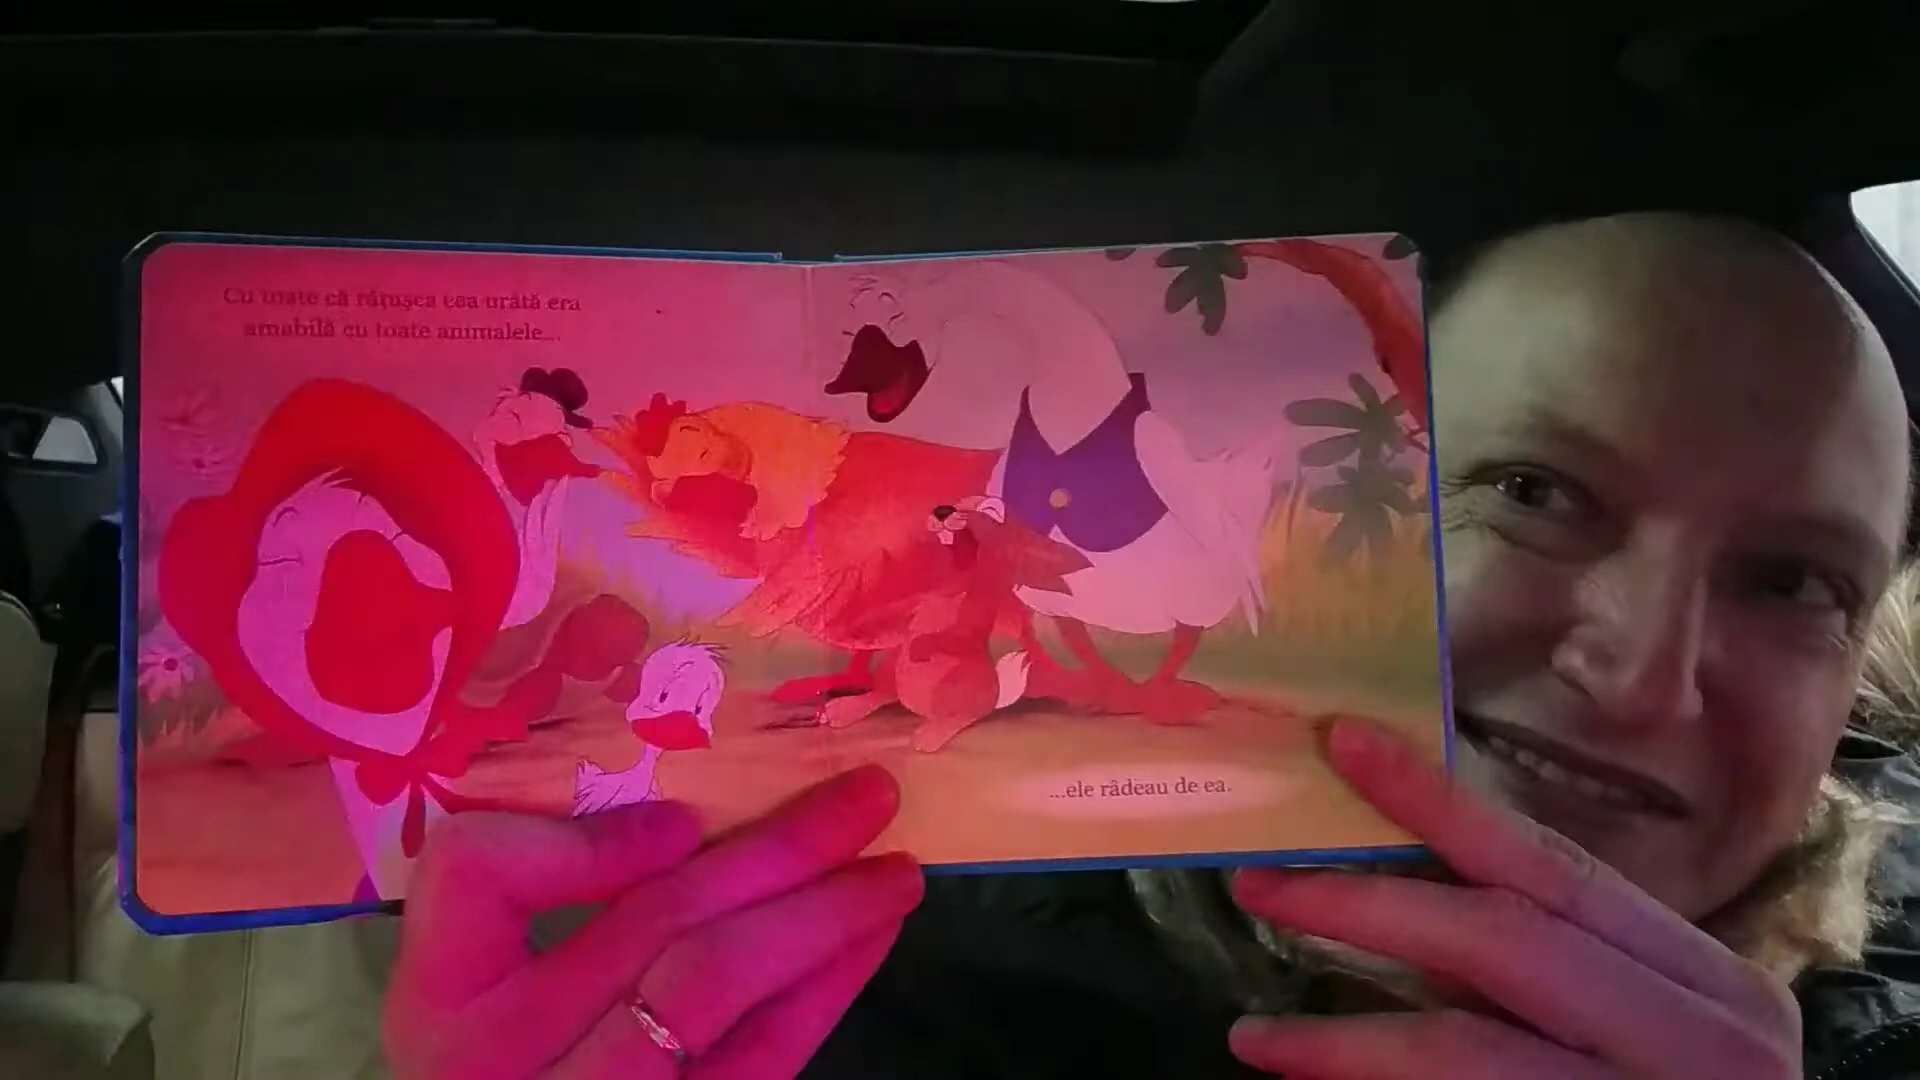 Cu toate că rățușca cea urâtă era
amabilă cu toate animalele...
...ele râdeau de ea.